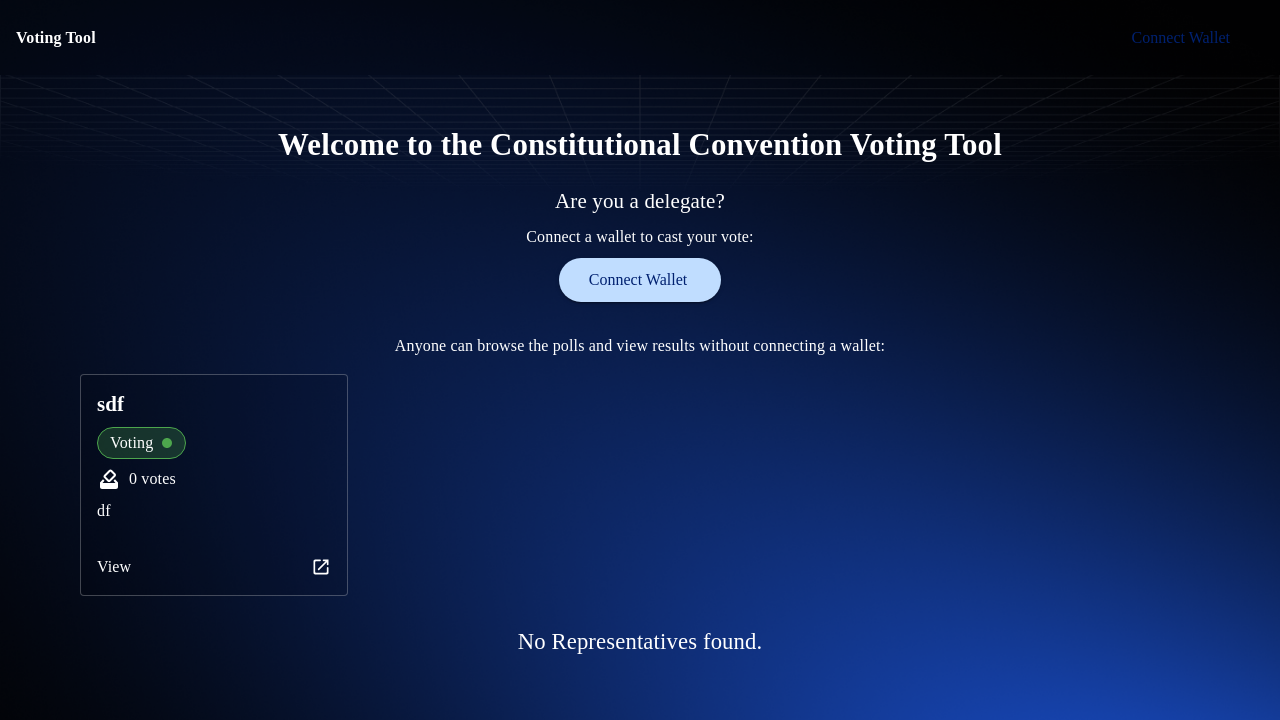 Voting Tool
Connect Wallet
Welcome to the Constitutional Convention Voting Tool
Are you a delegate?
Connect a wallet to cast your vote:
Connect Wallet
Anyone can browse the polls and view results without connecting a wallet:
sdf
Voting
0 votes
df
View
No Representatives found.